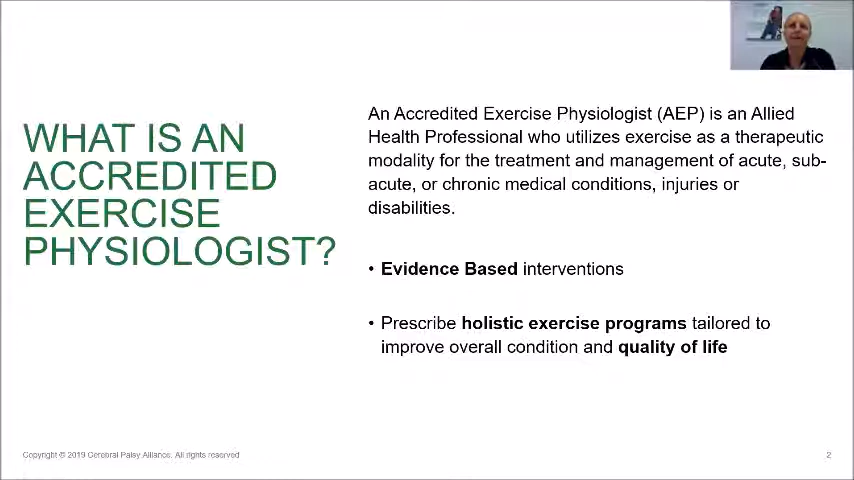 WHAT IS AN
ACCREDITED
EXERCISE
PHYSIOLOGIST?
An Accredited Exercise Physiologist (AEP) is an Allied
Health Professional who utilizes exercise as a therapeutic
modality for the treatment and management of acute, sub-
acute, or chronic medical conditions, injuries or
disabilities.
• Evidence Based interventions
• Prescribe holistic exercise programs tailored to
improve overall condition and quality of life
Copyright © 2019 Cerebral Palsy Alliance. All rights reserved
2